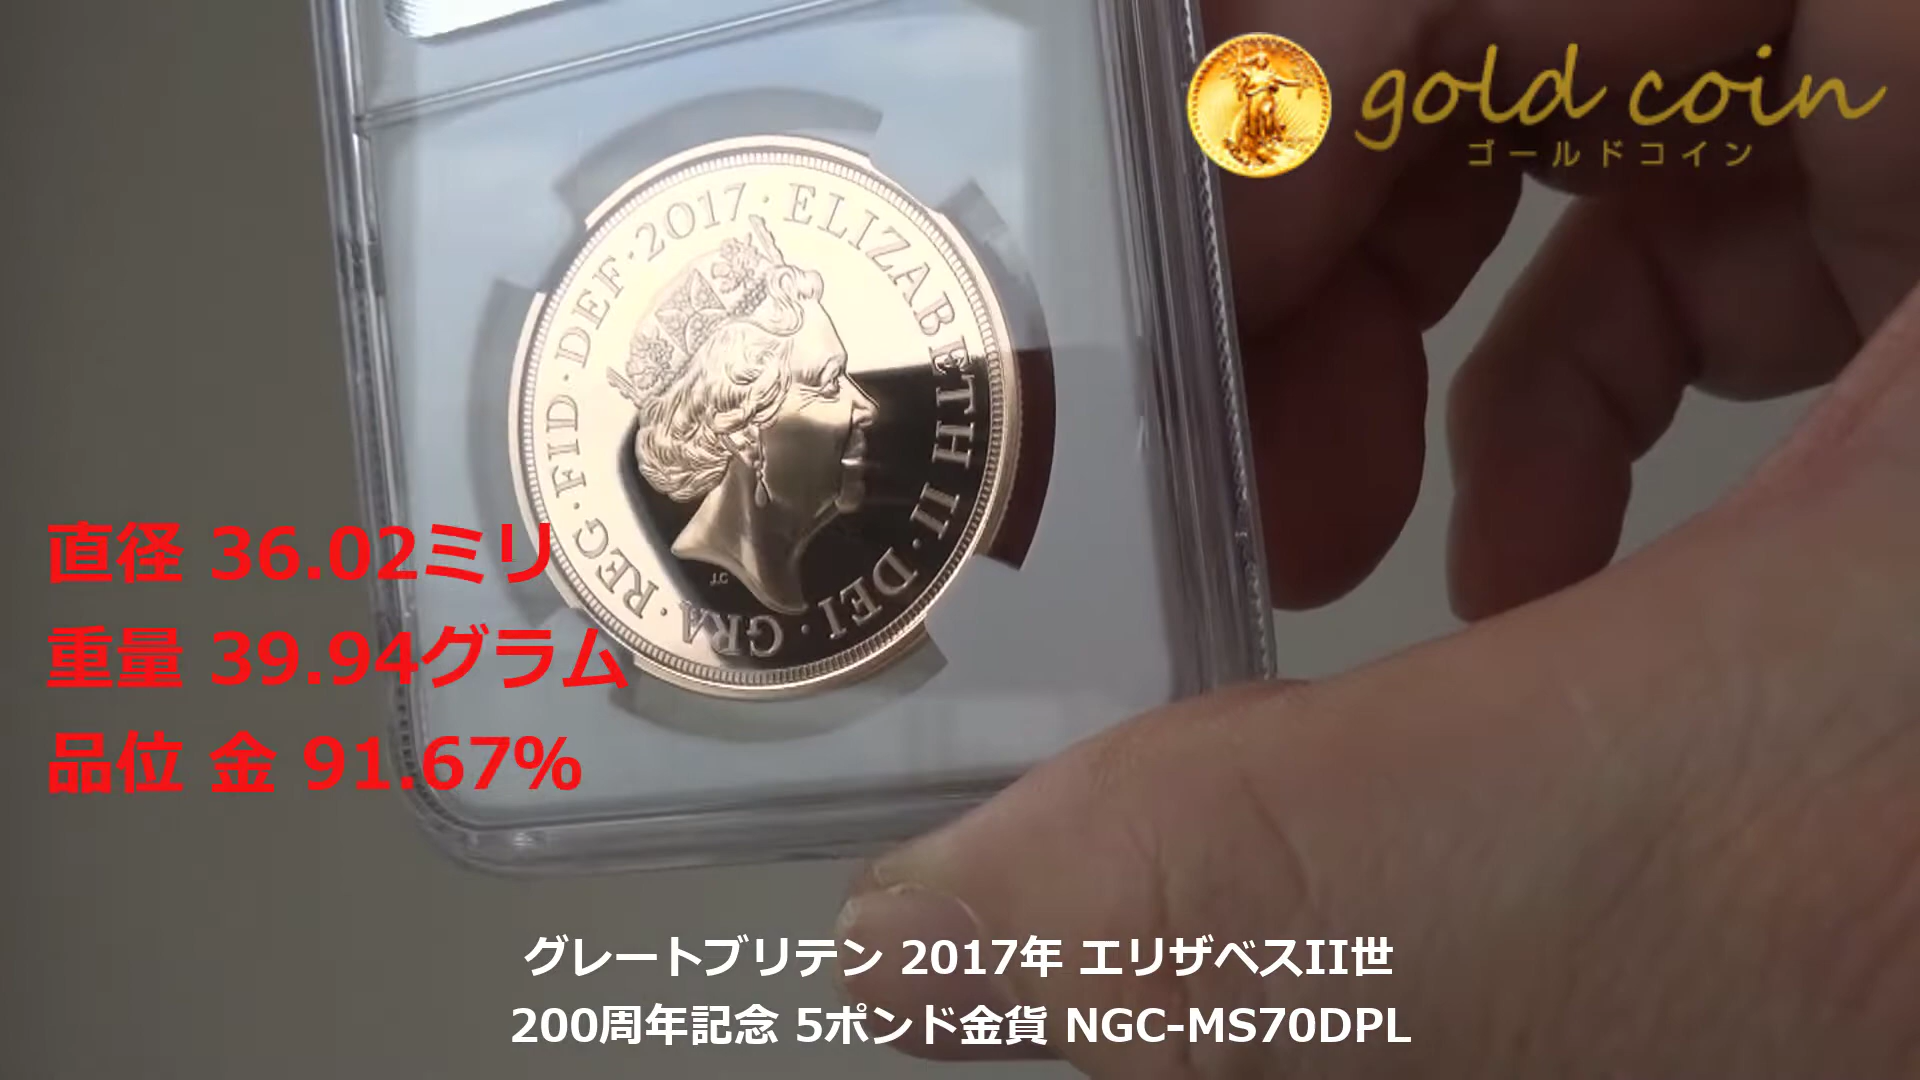 gold coin
ゴールドコイン
ELIZABETH II · DEI · GRA · REG · FID · DEF · 2017 ·
J.C
直径 36.02ミリ
重量 39.94グラム
品位 金 91.67%
グレートブリテン 2017年 エリザベスII世
200周年記念 5ポンド金貨 NGC-MS70DPL